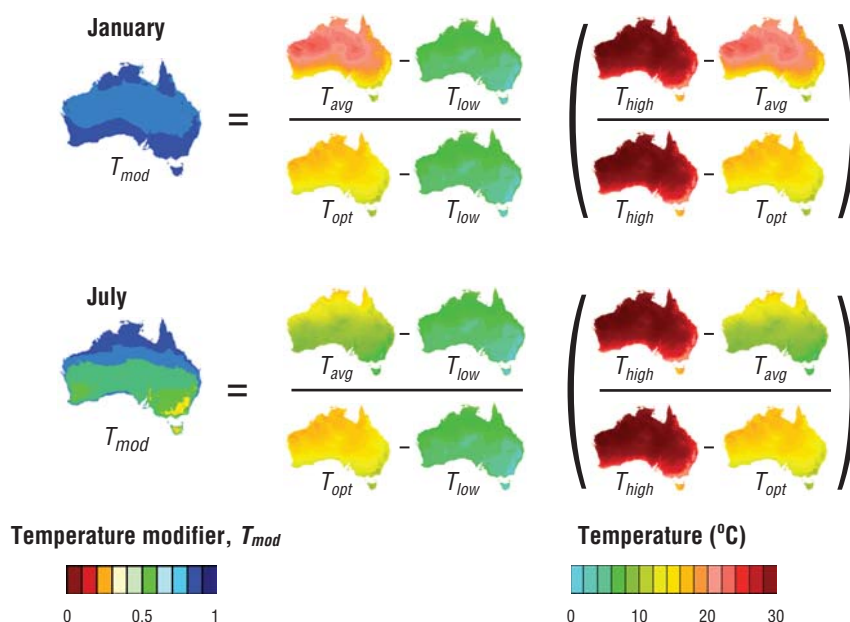 January
T_mod
=
T_avg – T_low
T_opt – T_low
( T_high – T_avg
T_high – T_opt )
July
T_mod
=
T_avg – T_low
T_opt – T_low
( T_high – T_avg
T_high – T_opt )
Temperature modifier, T_mod
0 0.5 1
Temperature (°C)
0 10 20 30